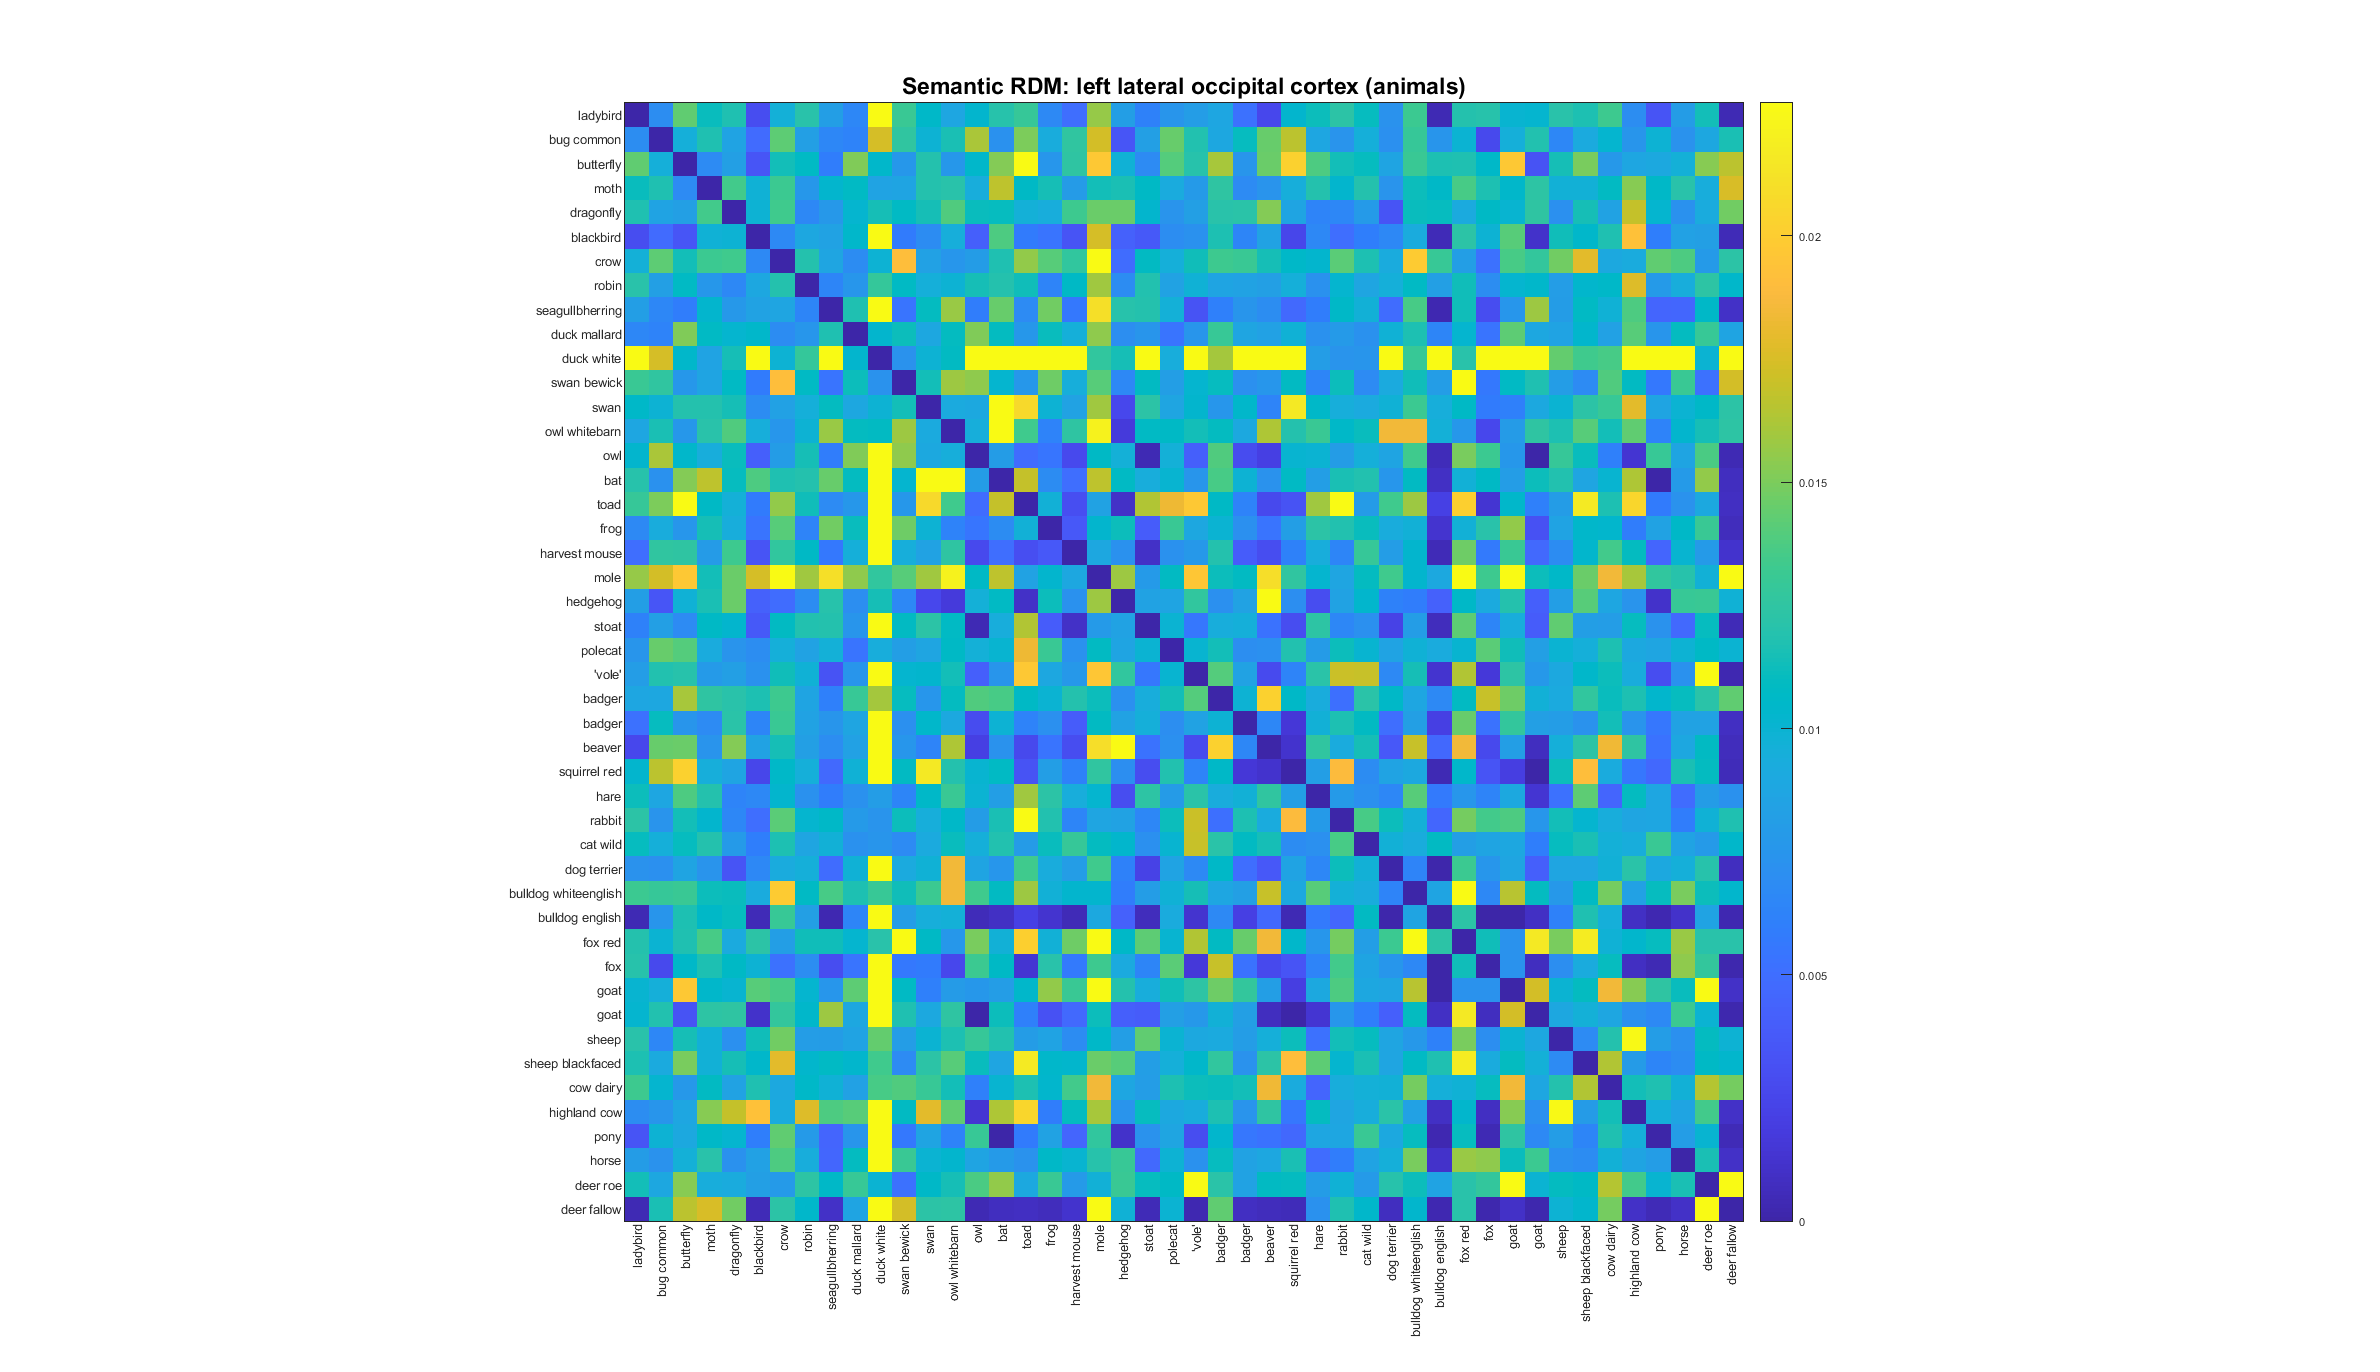 Semantic RDM: left lateral occipital cortex (animals)
ladybird
bug common
butterfly
moth
dragonfly
blackbird
crow
robin
seagullbherring
duck mallard
duck white
swan bewick
swan
owl whitebarn
owl
bat
toad
frog
harvest mouse
mole
hedgehog
stoat
polecat
'vole'
badger
badger
beaver
squirrel red
hare
rabbit
cat wild
dog terrier
bulldog whiteenglish
bulldog english
fox red
fox
goat
goat
sheep
sheep blackfaced
cow dairy
highland cow
pony
horse
deer roe
deer fallow
ladybird
bug common
butterfly
moth
dragonfly
blackbird
crow
robin
seagullbherring
duck mallard
duck white
swan bewick
swan
owl whitebarn
owl
bat
toad
frog
harvest mouse
mole
hedgehog
stoat
polecat
'vole'
badger
badger
beaver
squirrel red
hare
rabbit
cat wild
dog terrier
bulldog whiteenglish
bulldog english
fox red
fox
goat
goat
sheep
sheep blackfaced
cow dairy
highland cow
pony
horse
deer roe
deer fallow
0.02
0.015
0.01
0.005
0